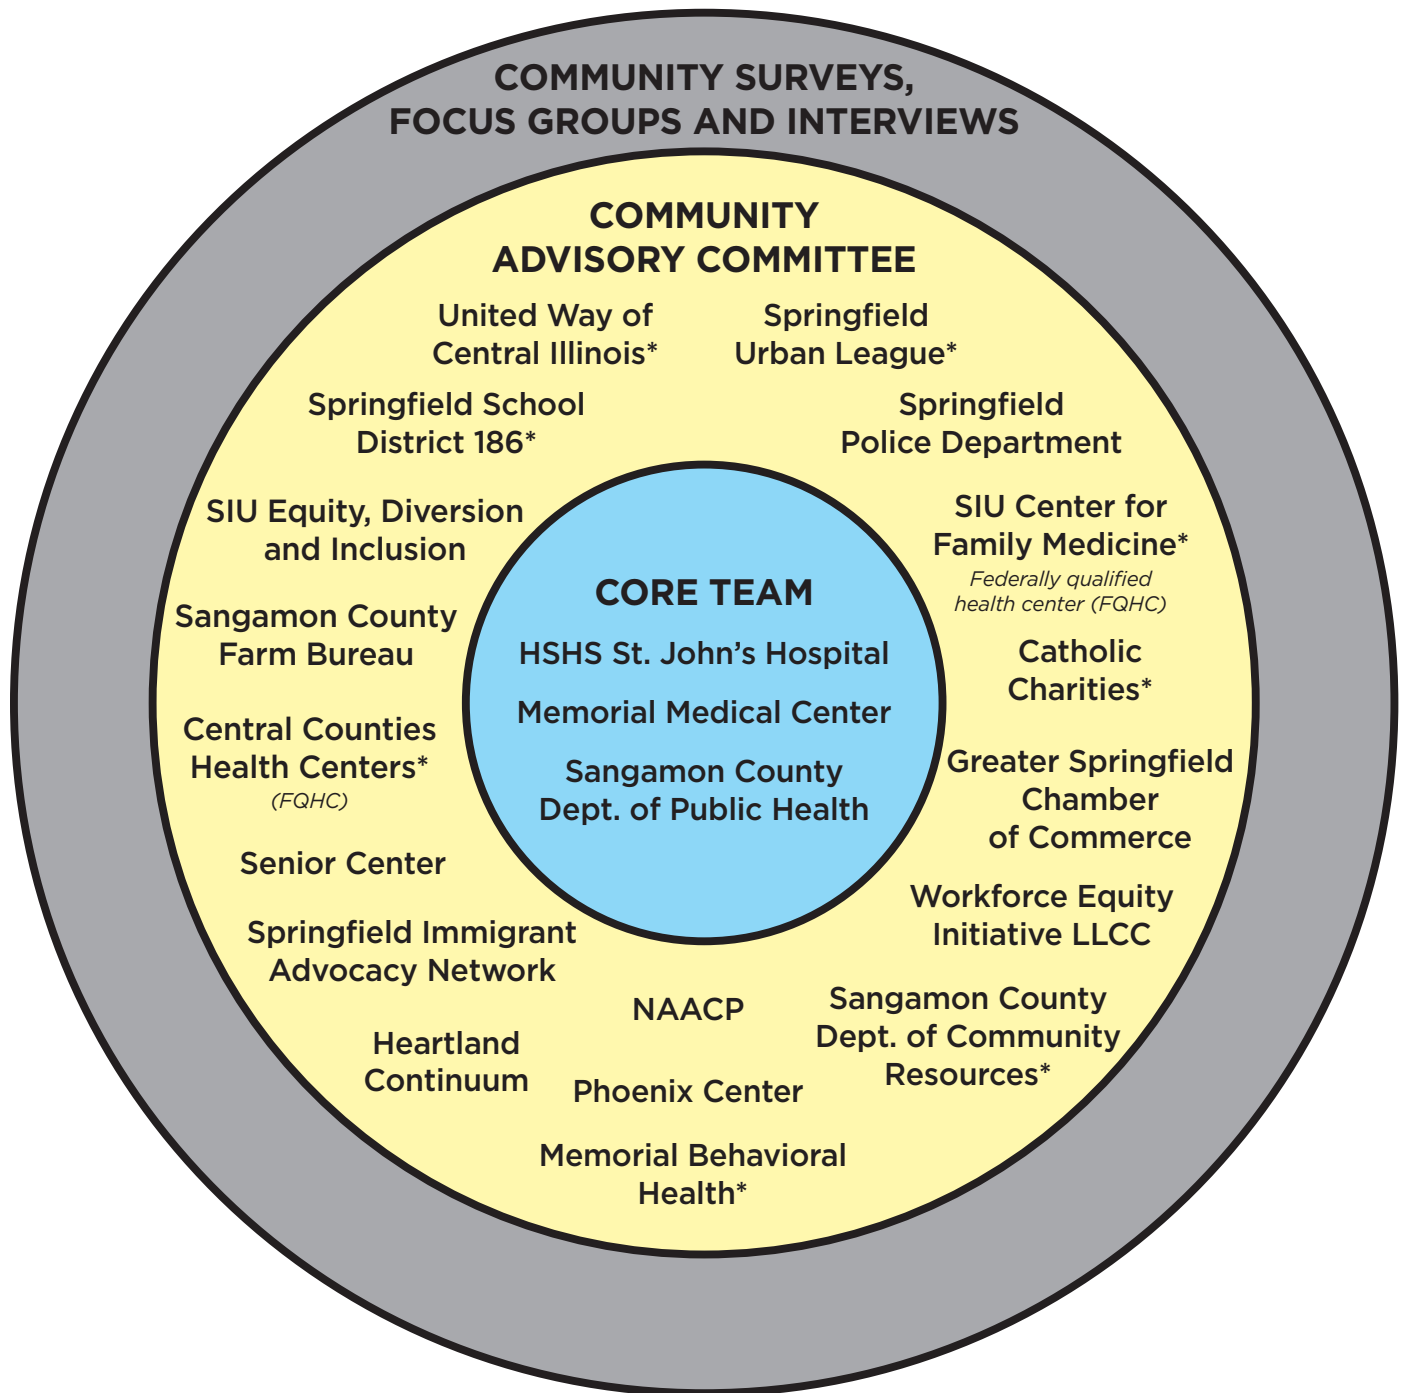 COMMUNITY SURVEYS,
FOCUS GROUPS AND INTERVIEWS
COMMUNITY
ADVISORY COMMITTEE
United Way of
Central Illinois*
Springfield
Urban League*
Springfield School
District 186*
Springfield
Police Department
SIU Equity, Diversion
and Inclusion
SIU Center for
Family Medicine*
Federally qualified
health center (FQHC)
Sangamon County
Farm Bureau
Catholic
Charities*
Central Counties
Health Centers*
(FQHC)
Greater Springfield
Chamber
of Commerce
Senior Center
Workforce Equity
Initiative LLCC
Springfield Immigrant
Advocacy Network
NAACP
Sangamon County
Dept. of Community
Resources*
Heartland
Continuum
Phoenix Center
Memorial Behavioral
Health*
CORE TEAM
HSHS St. John’s Hospital
Memorial Medical Center
Sangamon County
Dept. of Public Health